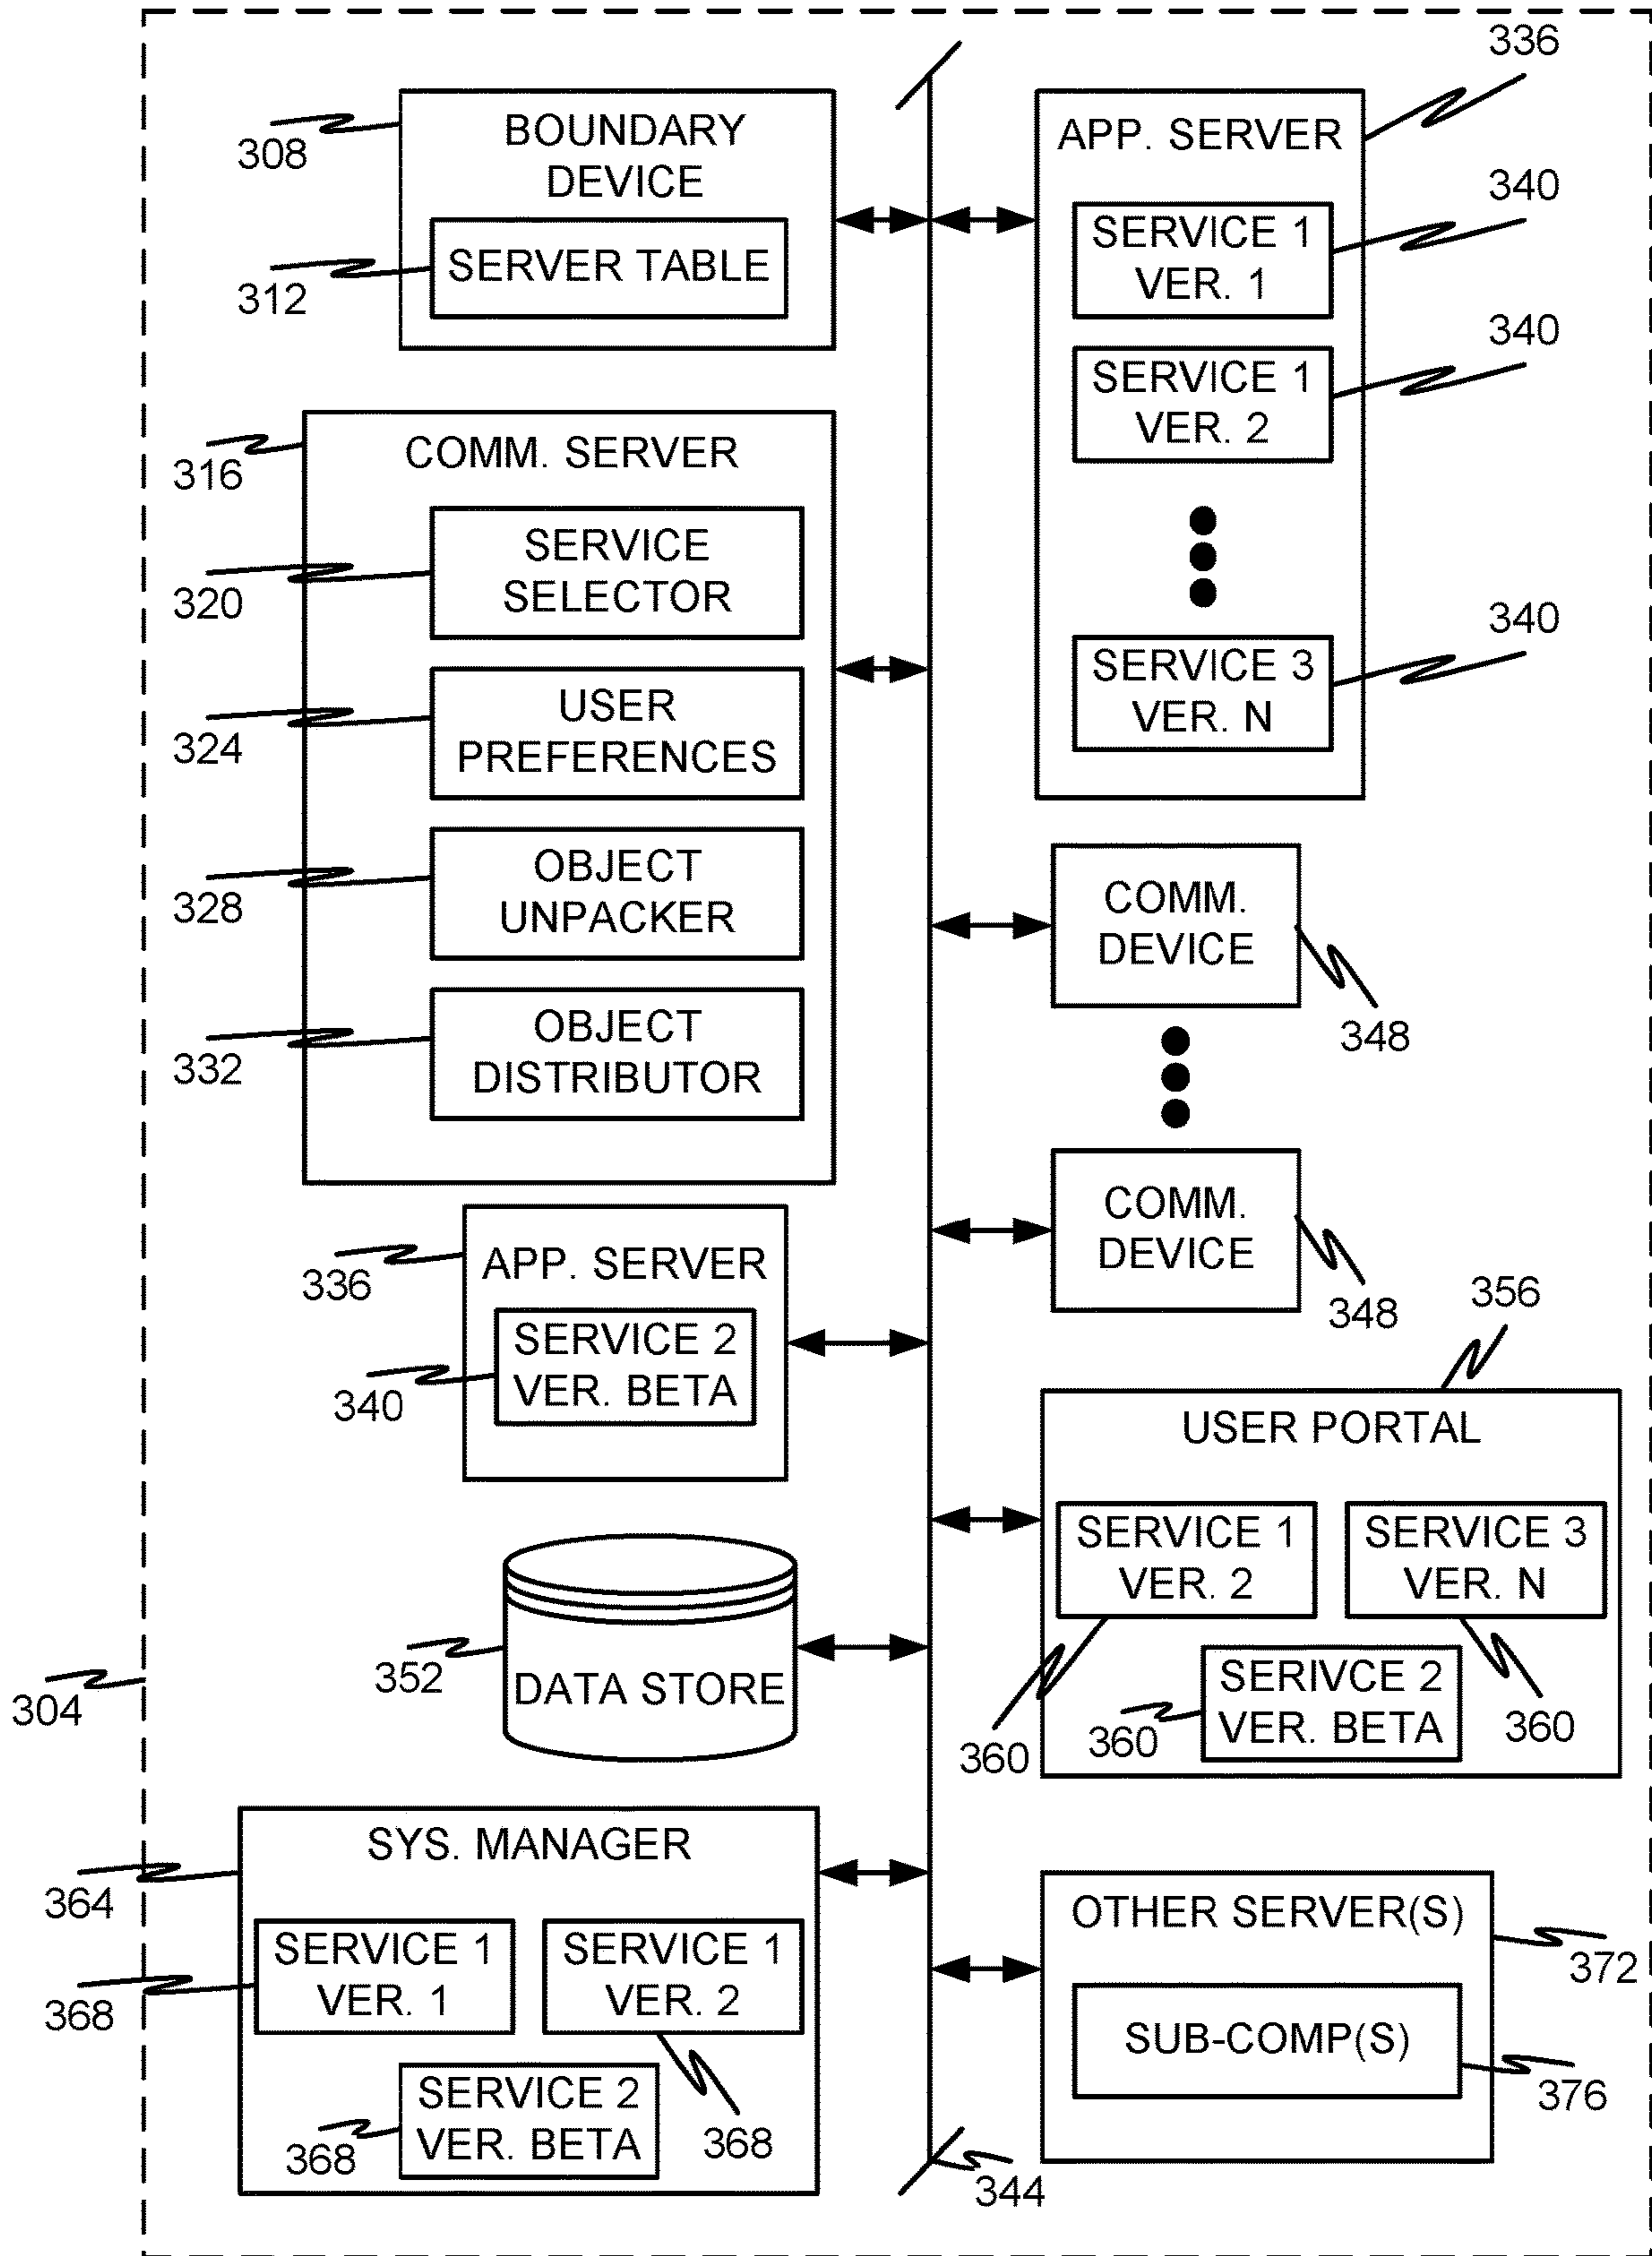 336
BOUNDARY
DEVICE
308
SERVER TABLE
312
APP. SERVER
340
SERVICE 1
VER. 1
340
SERVICE 1
VER. 2
340
SERVICE 3
VER. N
COMM. SERVER
316
SERVICE
SELECTOR
320
USER
PREFERENCES
324
OBJECT
UNPACKER
328
OBJECT
DISTRIBUTOR
332
COMM.
DEVICE
348
COMM.
DEVICE
348
APP. SERVER
336
SERVICE 2
VER. BETA
340
356
USER PORTAL
SERVICE 1
VER. 2
SERVICE 3
VER. N
SERIVCE 2
VER. BETA
360
360
360
352
DATA STORE
304
SYS. MANAGER
364
SERVICE 1
VER. 1
SERVICE 1
VER. 2
368
SERVICE 2
VER. BETA
368
368
OTHER SERVER(S)
372
SUB-COMP(S)
376
344